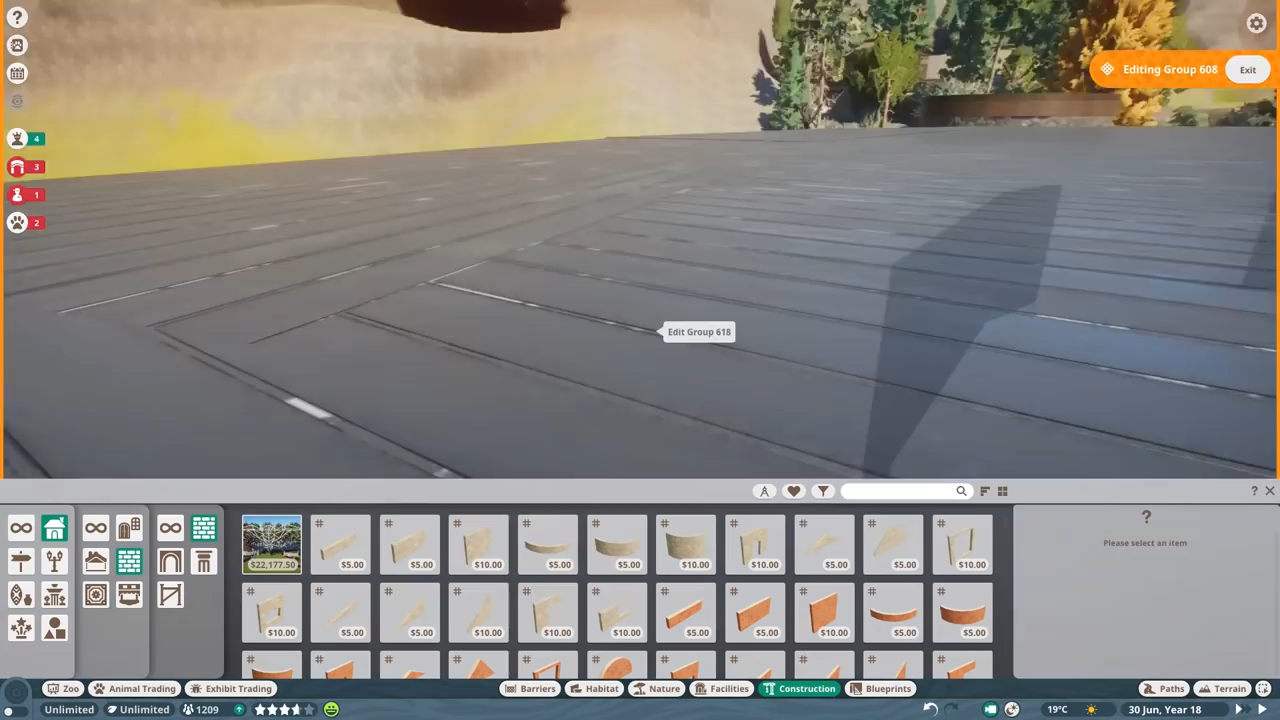 ?
Editing Group 608
Exit
4
3
1
2
Edit Group 618
? ×
$22,177.50
$5.00
$5.00
$10.00
$5.00
$5.00
$10.00
$10.00
$5.00
$5.00
$10.00
?
Please select an item
$10.00
$5.00
$5.00
$10.00
$10.00
$10.00
$5.00
$5.00
$10.00
$5.00
$5.00
Zoo
Animal Trading
Exhibit Trading
Barriers
Habitat
Nature
Facilities
Construction
Blueprints
Paths
Terrain
Unlimited
Unlimited
1209
19°C
30 Jun, Year 18